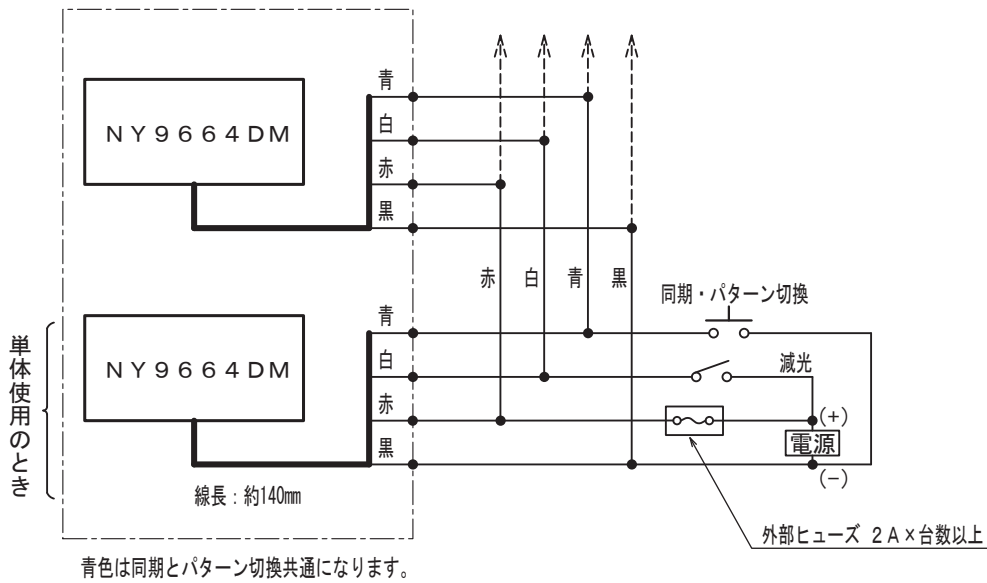 青
白
赤
黒
NY9664DM
赤
白
青
黒
同期・パターン切換
単体使用のとき
青
白
赤
黒
NY9664DM
減光
(+)
電源
(-)
線長：約140mm
外部ヒューズ 2A×台数以上
青色は同期とパターン切換共通になります。